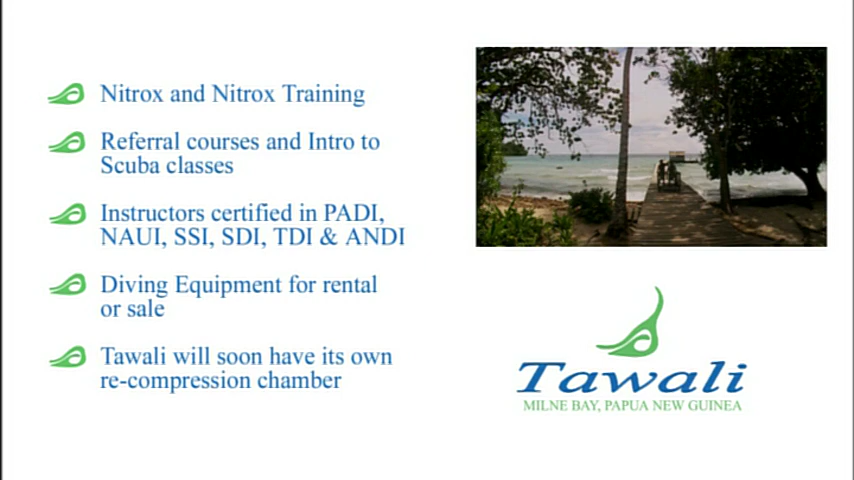 Nitrox and Nitrox Training
Referral courses and Intro to
Scuba classes
Instructors certified in PADI,
NAUI, SSI, SDI, TDI & ANDI
Diving Equipment for rental
or sale
Tawali will soon have its own
re-compression chamber
Tawali
MILNE BAY, PAPUA NEW GUINEA